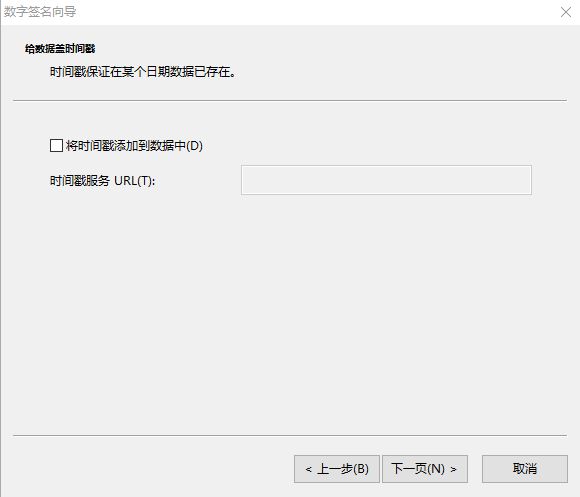 数字签名向导
给数据盖时间戳
时间戳保证在某个日期数据已存在。
将时间戳添加到数据中(D)
时间戳服务 URL(T):
< 上一步(B)
下一页(N) >
取消